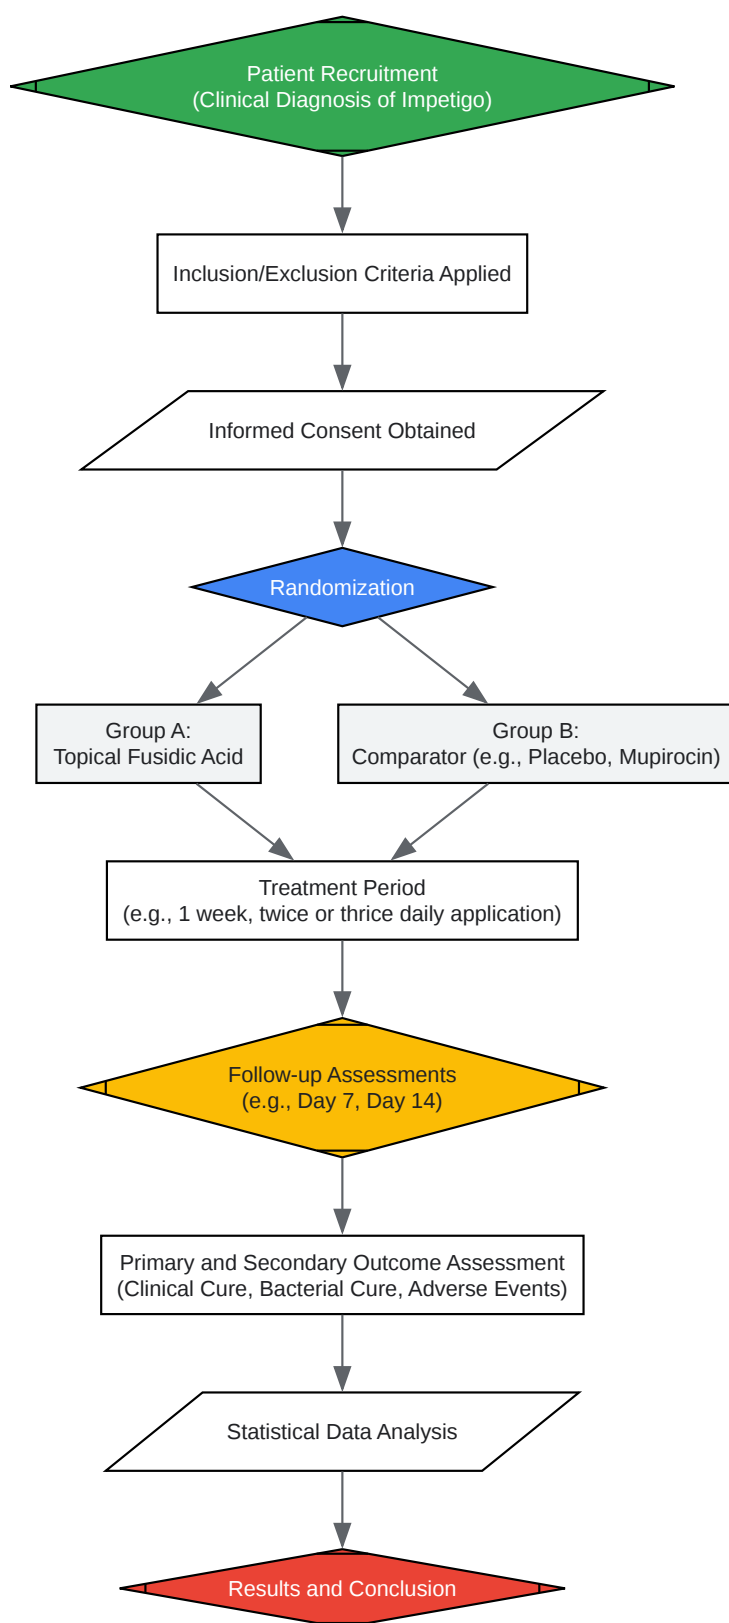 Patient Recruitment
(Clinical Diagnosis of Impetigo)
Inclusion/Exclusion Criteria Applied
Informed Consent Obtained
Randomization
Group A:
Topical Fusidic Acid
Group B:
Comparator (e.g., Placebo, Mupirocin)
Treatment Period
(e.g., 1 week, twice or thrice daily application)
Follow-up Assessments
(e.g., Day 7, Day 14)
Primary and Secondary Outcome Assessment
(Clinical Cure, Bacterial Cure, Adverse Events)
Statistical Data Analysis
Results and Conclusion